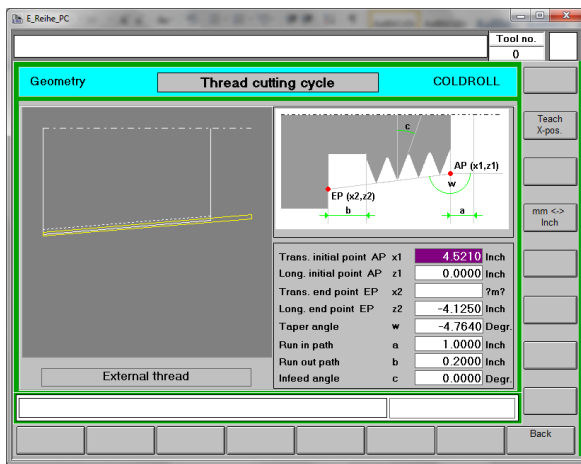 E_Reihe_PC
Tool no.
0
Geometry Thread cutting cycle COLDROLL
Teach X-pos.
mm <-> Inch
c
AP (x1,z1)
w
EP (x2,z2)
b a
Trans. initial point AP x1 4.5210 Inch
Long. initial point AP z1 0.0000 Inch
Trans. end point EP x2 ?m?
Long. end point EP z2 -4.1250 Inch
Taper angle w -4.7640 Degr.
Run in path a 1.0000 Inch
Run out path b 0.2000 Inch
Infeed angle c 0.0000 Degr.
External thread
Back